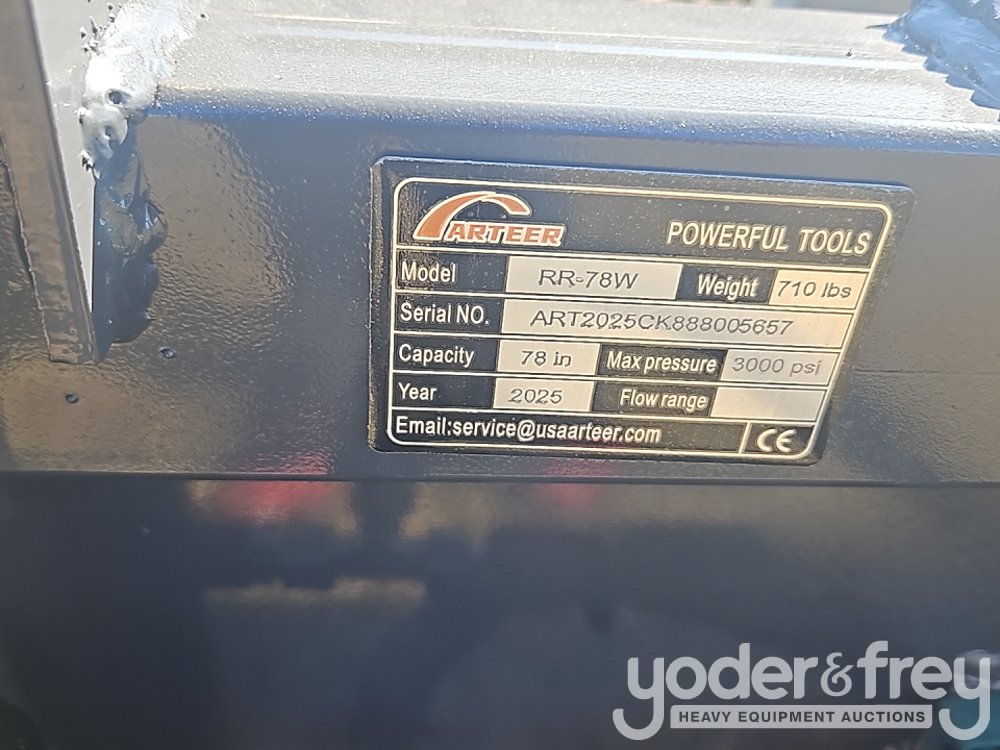 ARTEER POWERFUL TOOLS
Model RR-78W Weight 710 lbs
Serial NO. ART2025CK888005657
Capacity 78 in Max pressure 3000 psi
Year 2025 Flow range
Email:service@usaarteer.com CE
yoder&frey
HEAVY EQUIPMENT AUCTIONS